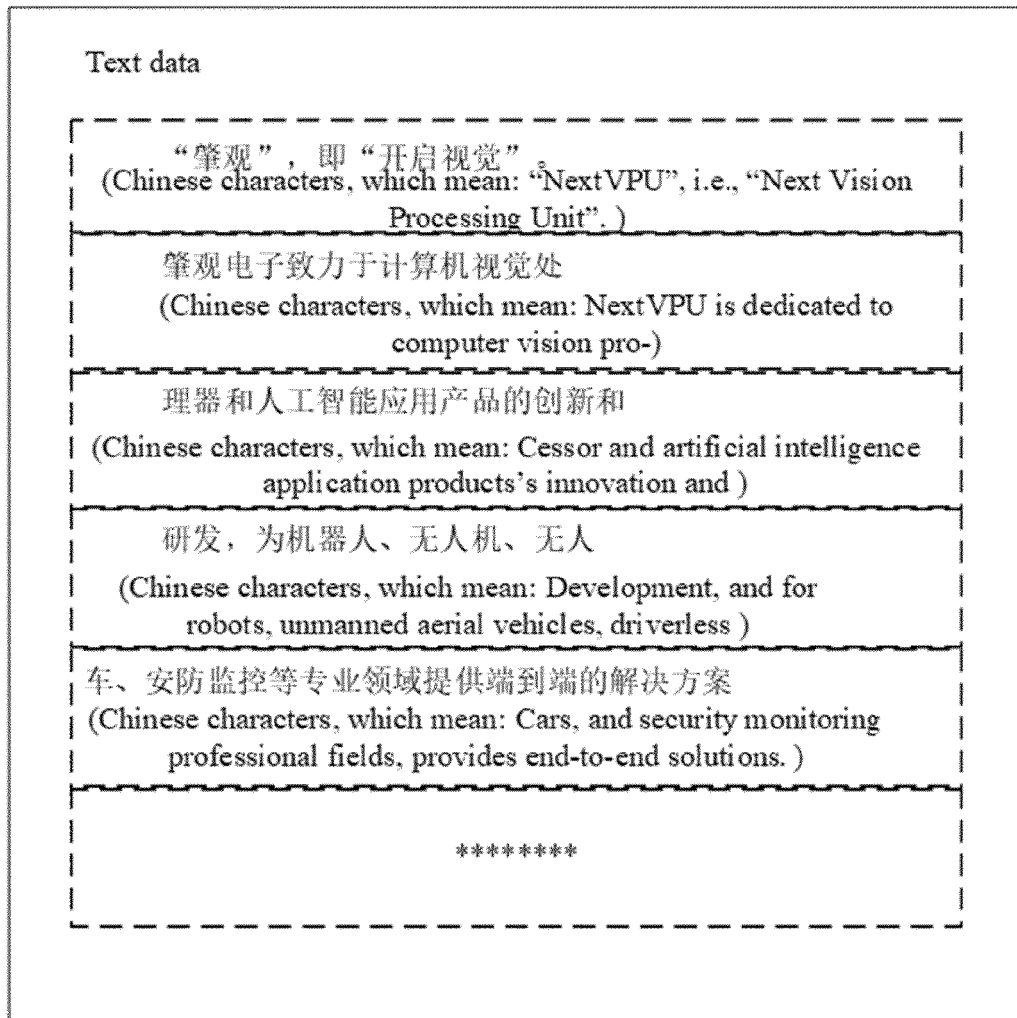 Text data
“肇观”，即“开启视觉”。
(Chinese characters, which mean: “NextVPU”, i.e., “Next Vision
Processing Unit”. )
肇观电子致力于计算机视觉处
(Chinese characters, which mean: NextVPU is dedicated to
computer vision pro-)
理器和人工智能应用产品的创新和
(Chinese characters, which mean: Cessor and artificial intelligence
application products’s innovation and )
研发，为机器人、无人机、无人
(Chinese characters, which mean: Development, and for
robots, unmanned aerial vehicles, driverless )
车、安防监控等专业领域提供端到端的解决方案
(Chinese characters, which mean: Cars, and security monitoring
professional fields, provides end-to-end solutions. )
********